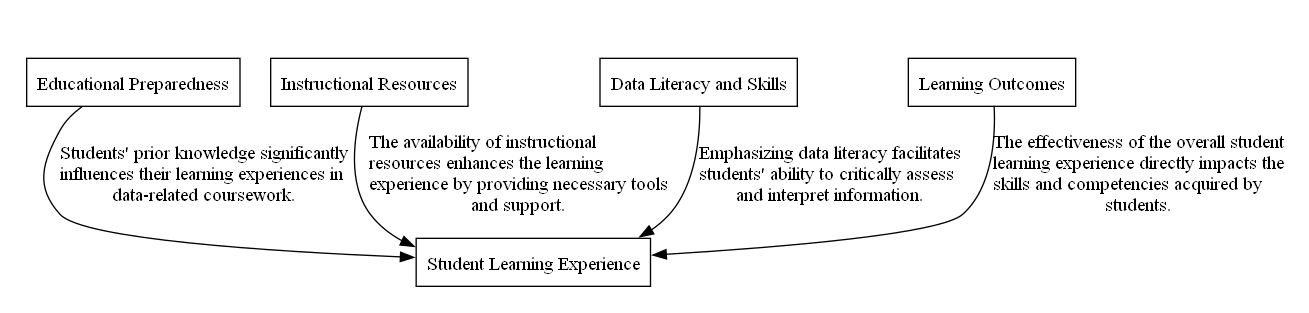 Educational Preparedness
Instructional Resources
Data Literacy and Skills
Learning Outcomes
Students' prior knowledge significantly
influences their learning experiences in
data-related coursework.
The availability of instructional
resources enhances the learning
experience by providing necessary tools
and support.
Emphasizing data literacy facilitates
students' ability to critically assess
and interpret information.
The effectiveness of the overall student
learning experience directly impacts the
skills and competencies acquired by
students.
Student Learning Experience